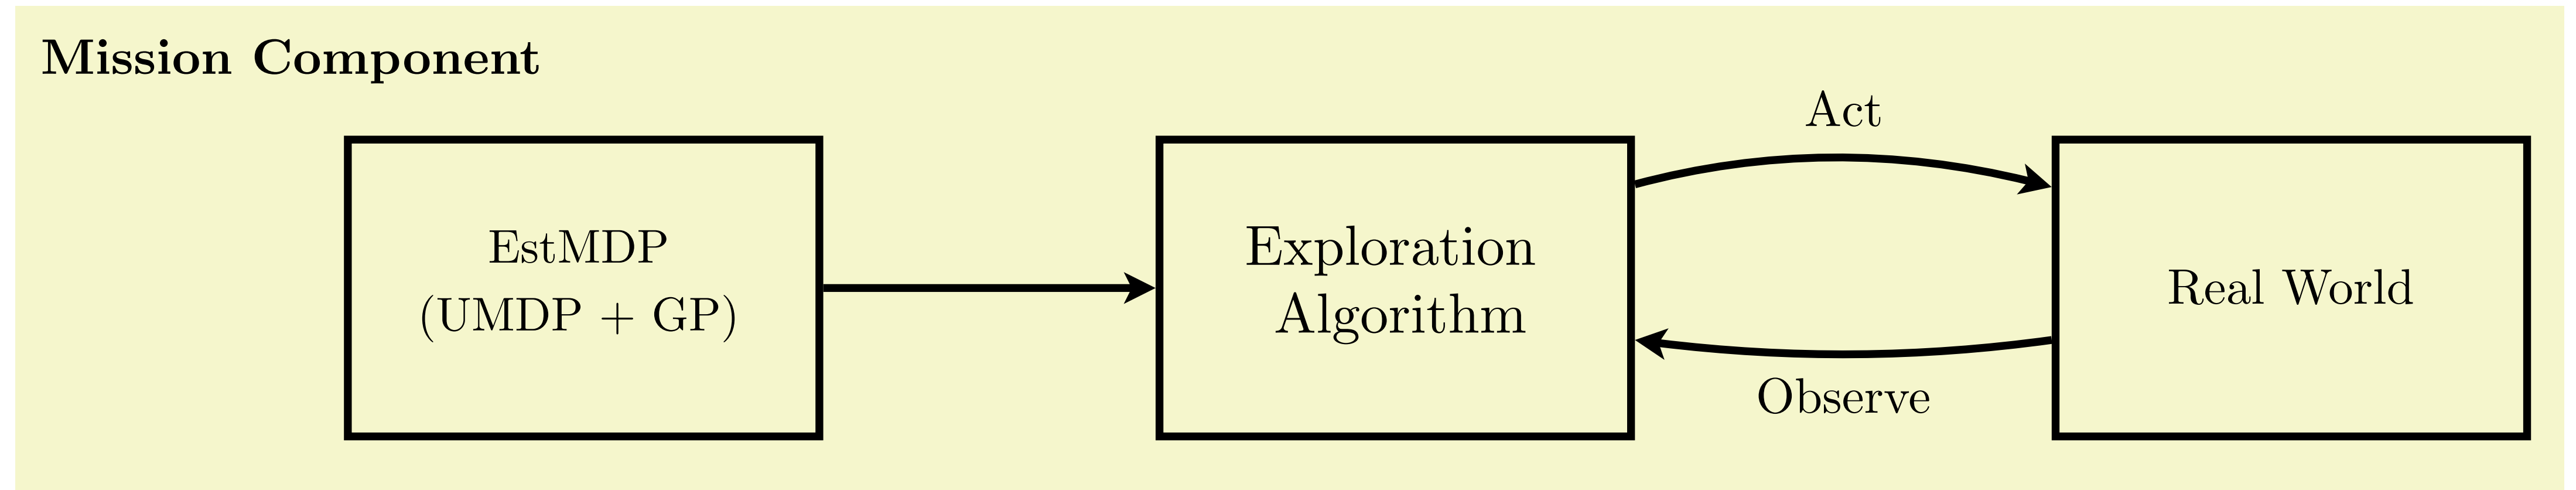 Mission Component
Act
EstMDP
(UMDP + GP)
Exploration
Algorithm
Real World
Observe